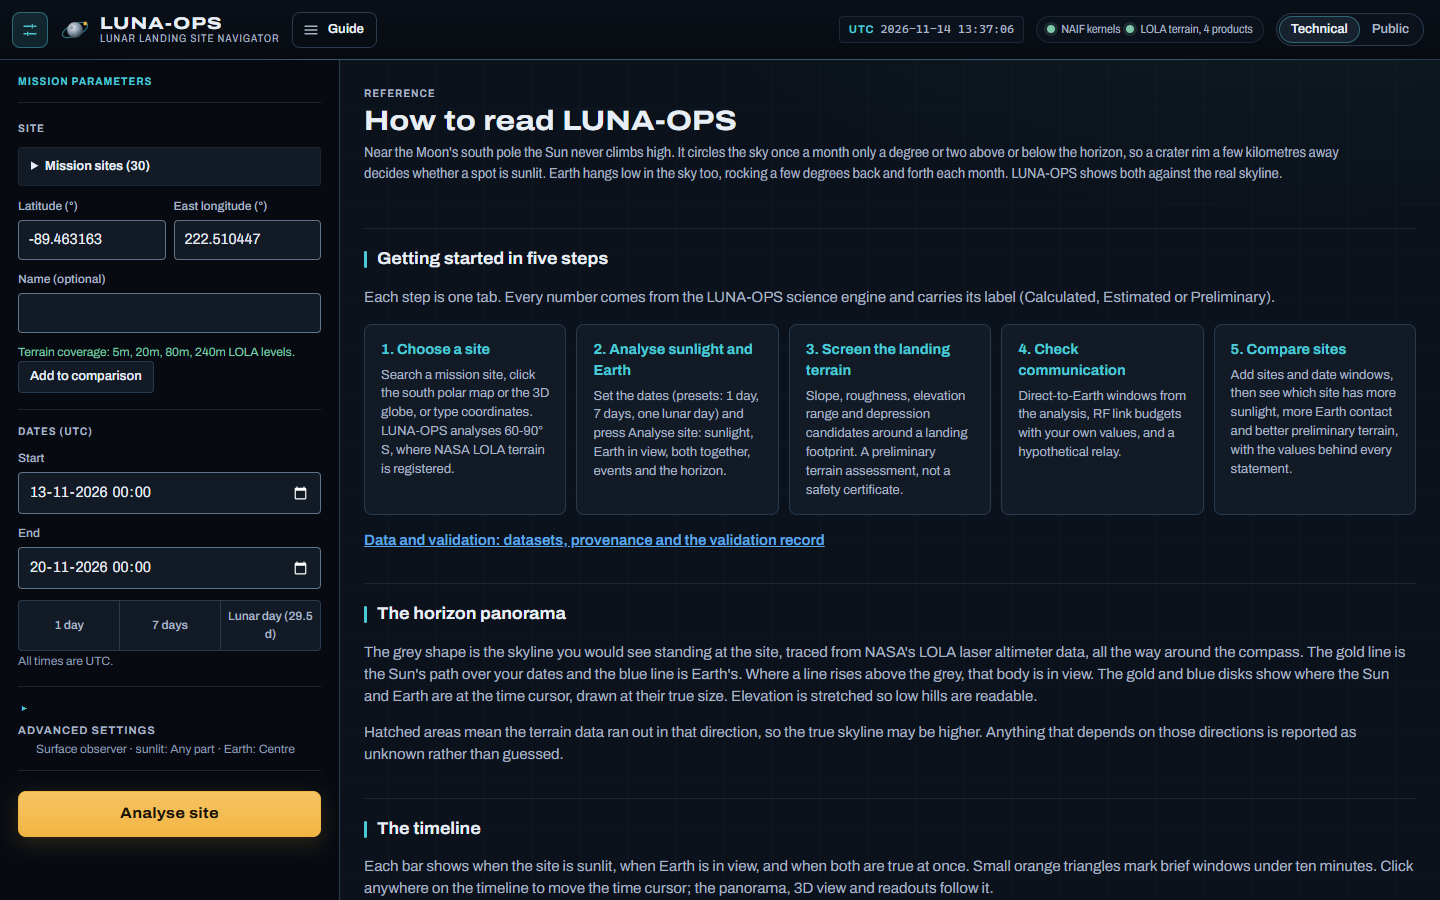 LUNA-OPS
LUNAR LANDING SITE NAVIGATOR
Guide
UTC 2026-11-14 13:37:06
NAIF kernels
LOLA terrain, 4 products
Technical
Public
MISSION PARAMETERS
SITE
Mission sites (30)
Latitude (°)
East longitude (°)
-89.463163
222.510447
Name (optional)
Terrain coverage: 5m, 20m, 80m, 240m LOLA levels.
Add to comparison
DATES (UTC)
Start
13-11-2026 00:00
End
20-11-2026 00:00
1 day
7 days
Lunar day (29.5
d)
All times are UTC.
ADVANCED SETTINGS
Surface observer · sunlit: Any part · Earth: Centre
Analyse site
REFERENCE
How to read LUNA-OPS
Near the Moon's south pole the Sun never climbs high. It circles the sky once a month only a degree or two above or below the horizon, so a crater rim a few kilometres away
decides whether a spot is sunlit. Earth hangs low in the sky too, rocking a few degrees back and forth each month. LUNA-OPS shows both against the real skyline.
Getting started in five steps
Each step is one tab. Every number comes from the LUNA-OPS science engine and carries its label (Calculated, Estimated or Preliminary).
1. Choose a site
Search a mission site, click
the south polar map or the 3D
globe, or type coordinates.
LUNA-OPS analyses 60-90°
S, where NASA LOLA terrain
is registered.
2. Analyse sunlight and
Earth
Set the dates (presets: 1 day,
7 days, one lunar day) and
press Analyse site: sunlight,
Earth in view, both together,
events and the horizon.
3. Screen the landing
terrain
Slope, roughness, elevation
range and depression
candidates around a landing
footprint. A preliminary
terrain assessment, not a
safety certificate.
4. Check
communication
Direct-to-Earth windows from
the analysis, RF link budgets
with your own values, and a
hypothetical relay.
5. Compare sites
Add sites and date windows,
then see which site has more
sunlight, more Earth contact
and better preliminary terrain,
with the values behind every
statement.
Data and validation: datasets, provenance and the validation record
The horizon panorama
The grey shape is the skyline you would see standing at the site, traced from NASA's LOLA laser altimeter data, all the way around the compass. The gold line is
the Sun's path over your dates and the blue line is Earth's. Where a line rises above the grey, that body is in view. The gold and blue disks show where the Sun
and Earth are at the time cursor, drawn at their true size. Elevation is stretched so low hills are readable.
Hatched areas mean the terrain data ran out in that direction, so the true skyline may be higher. Anything that depends on those directions is reported as
unknown rather than guessed.
The timeline
Each bar shows when the site is sunlit, when Earth is in view, and when both are true at once. Small orange triangles mark brief windows under ten minutes. Click
anywhere on the timeline to move the time cursor; the panorama, 3D view and readouts follow it.